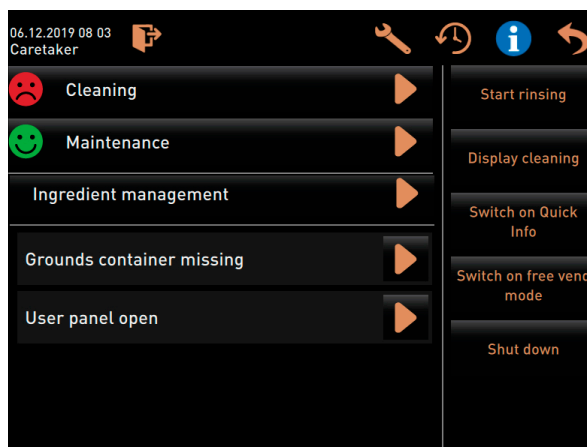 06.12.2019 08 03
Caretaker
Cleaning
Maintenance
Ingredient management
Grounds container missing
User panel open
Start rinsing
Display cleaning
Switch on Quick
Info
Switch on free vend
mode
Shut down